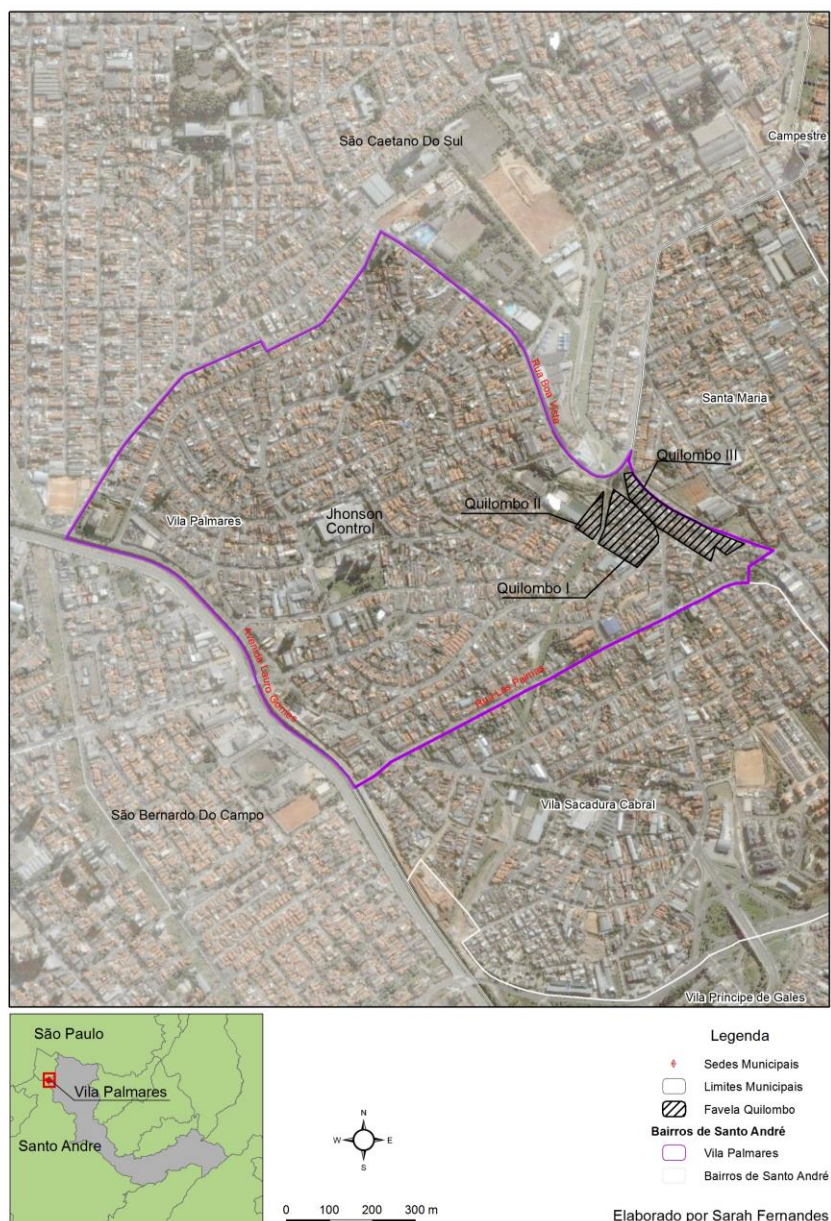 São Caetano Do Sul
Campestre
Rua Boa Vista
Santa Maria
Quilombo III
Quilombo II
Jhonson
Control
Vila Palmares
Quilombo I
Avenida Lauro Gomes
Rua Las Palmas
Vila Sacadura Cabral
São Bernardo Do Campo
Vila Príncipe de Gales
São Paulo
Vila Palmares
Santo Andre
N
W
E
S
0 100 200 300 m
Legenda
Sedes Municipais
Limites Municipais
Favela Quilombo
Bairros de Santo André
Vila Palmares
Bairros de Santo André
Elaborado por Sarah Fernandes